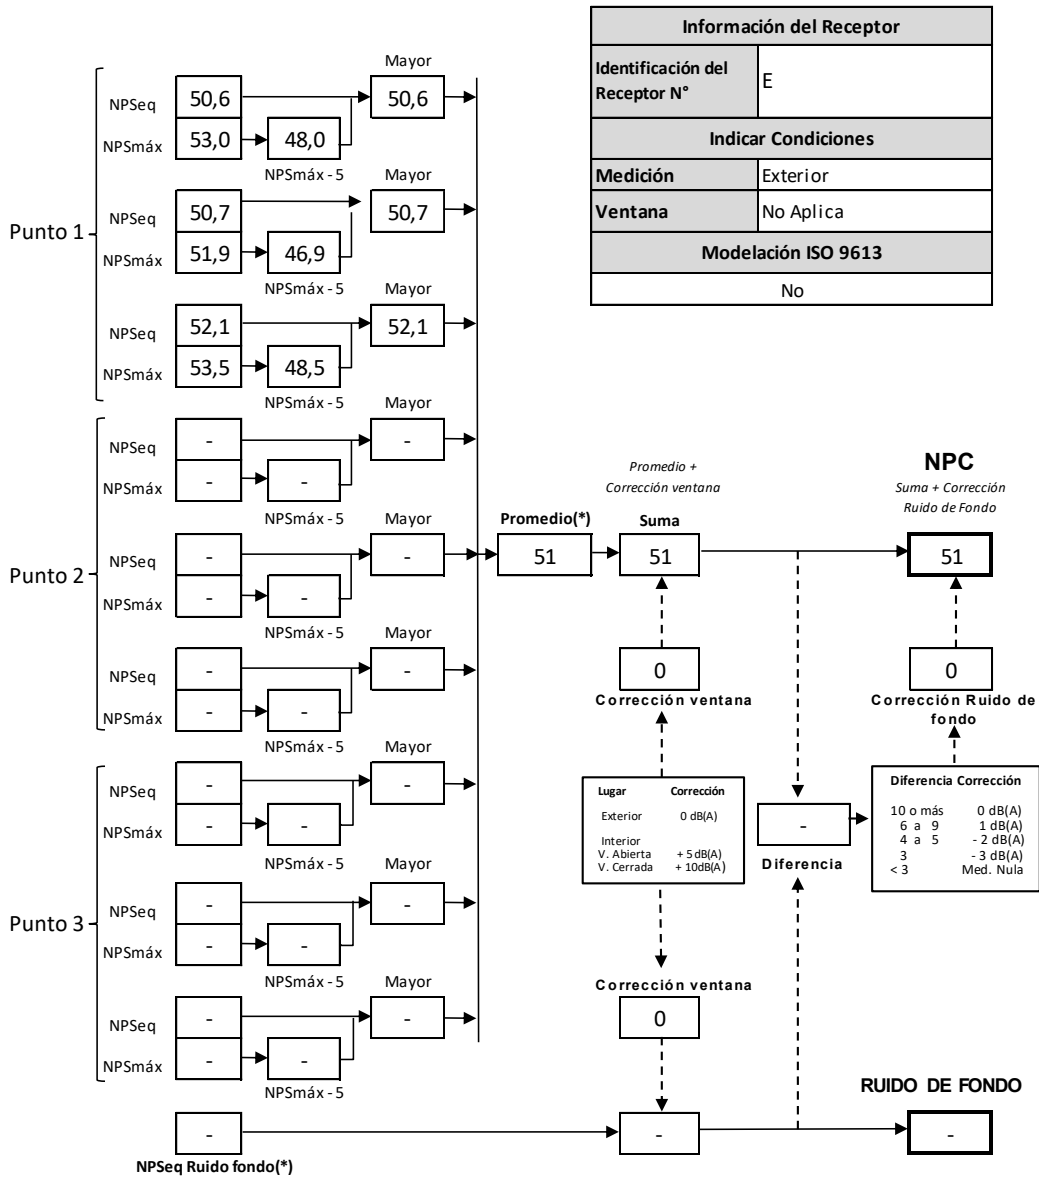 Información del Receptor
Identificación del
Receptor N°
E
Indicar Condiciones
Medición
Exterior
Ventana
No Aplica
Modelación ISO 9613
No
Punto 1
Mayor
NPSeq
50,6
50,6
NPSmáx
53,0
48,0
NPSmáx - 5
Mayor
NPSeq
50,7
50,7
NPSmáx
51,9
46,9
NPSmáx - 5
Mayor
NPSeq
52,1
52,1
NPSmáx
53,5
48,5
NPSmáx - 5
Punto 2
Mayor
NPSeq
-
-
NPSmáx
-
-
NPSmáx - 5
Mayor
NPSeq
-
-
NPSmáx
-
-
NPSmáx - 5
Mayor
NPSeq
-
-
NPSmáx
-
-
NPSmáx - 5
Punto 3
Mayor
NPSeq
-
-
NPSmáx
-
-
NPSmáx - 5
Mayor
NPSeq
-
-
NPSmáx
-
-
NPSmáx - 5
Mayor
NPSeq
-
-
NPSmáx
-
-
NPSmáx - 5
-
NPSeq Ruido fondo(*)
Promedio(*)
51
Promedio +
Corrección ventana
Suma
51
0
Corrección ventana
Lugar Corrección
Exterior 0 dB(A)
Interior
V. Abierta + 5 dB(A)
V. Cerrada + 10dB(A)
Corrección ventana
0
-
-
Diferencia
NPC
Suma + Corrección
Ruido de Fondo
51
0
Corrección Ruido de
fondo
Diferencia Corrección
10 o más 0 dB(A)
6 a 9 1 dB(A)
4 a 5 - 2 dB(A)
3 - 3 dB(A)
< 3 Med. Nula
RUIDO DE FONDO
-